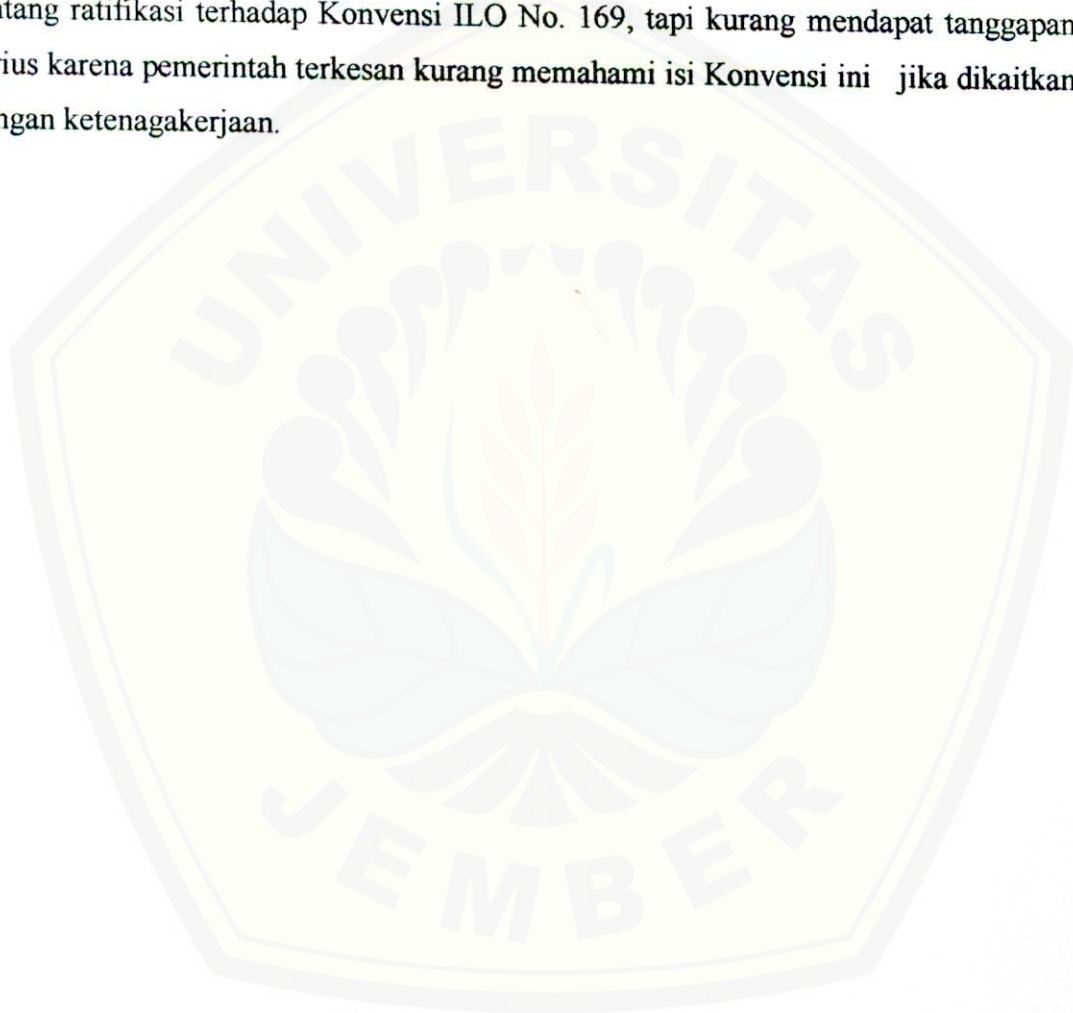 ntang ratifikasi terhadap Konvensi ILO No. 169, tapi kurang mendapat tanggapan
rius karena pemerintah terkesan kurang memahami isi Konvensi ini jika dikaitkan
ngan ketenagakerjaan.
UNIVERSITAS
JEMBER